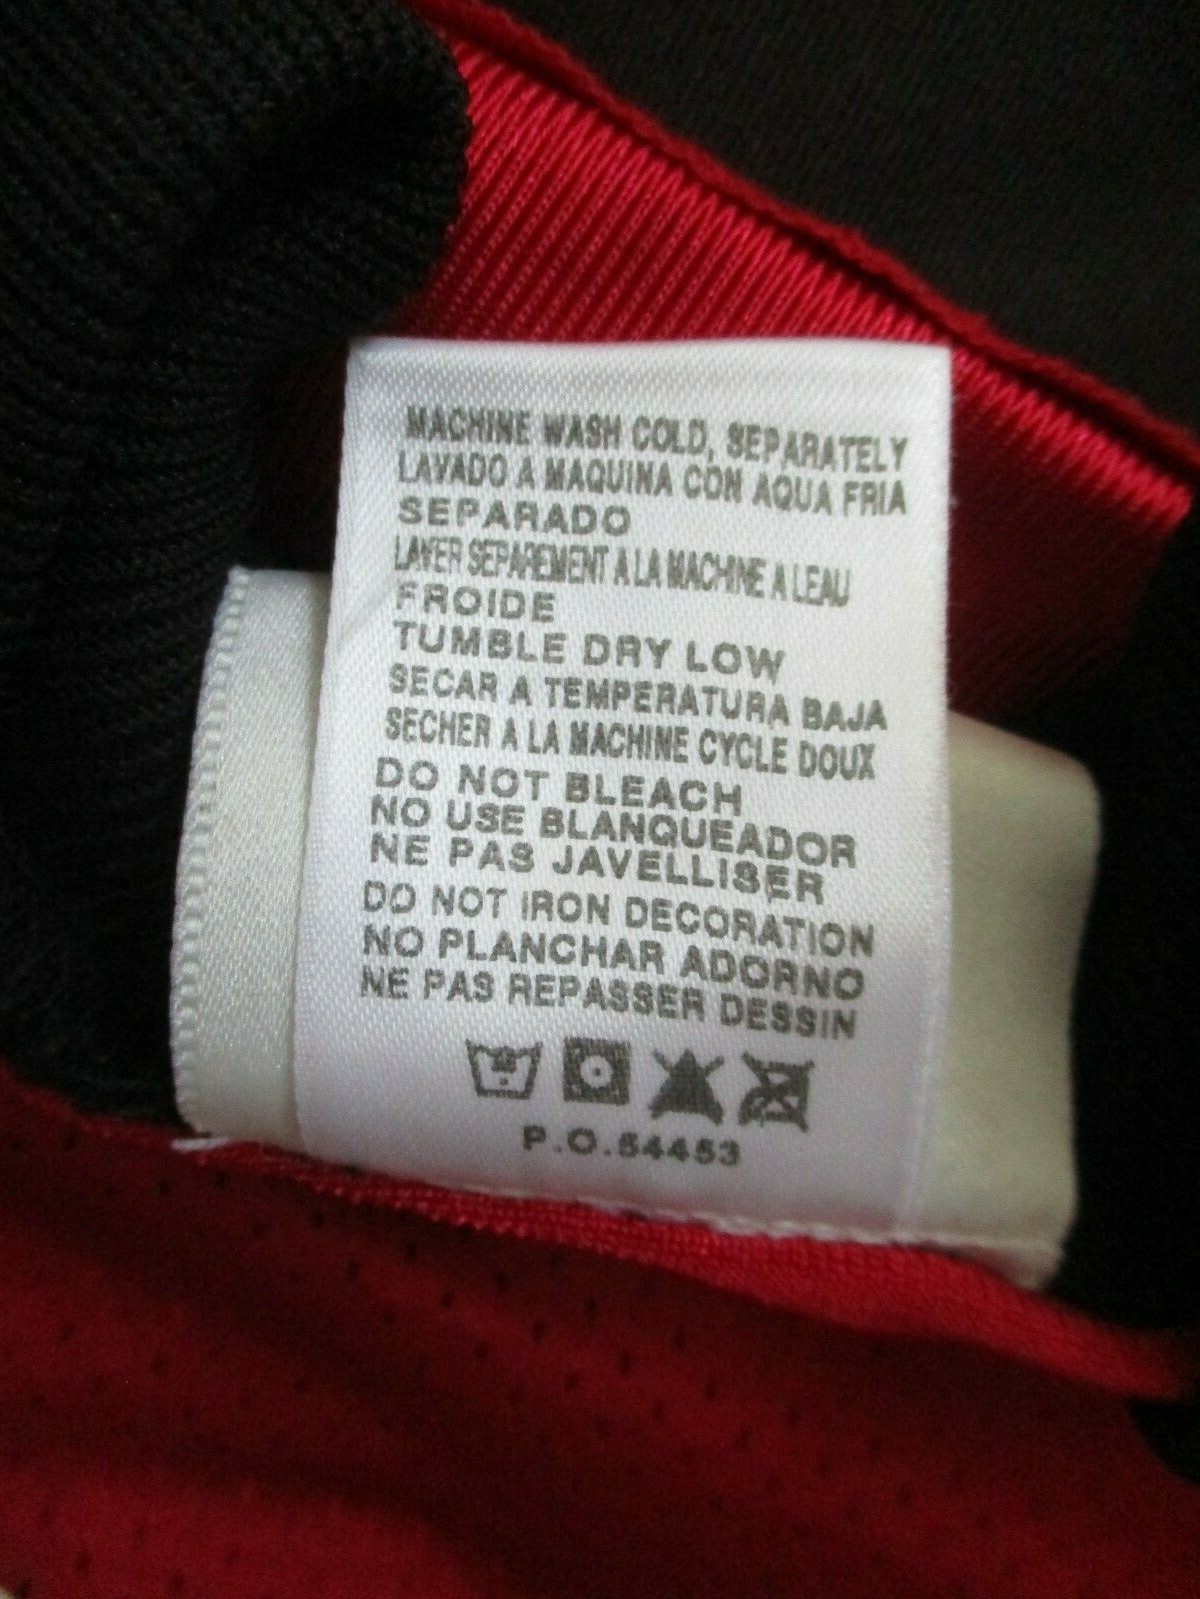 MACHINE WASH COLD, SEPARATELY
LAVADO A MAQUINA CON AQUA FRIA
SEPARADO
LAVER SEPAREMENT A LA MACHINE A LEAU
FROIDE
TUMBLE DRY LOW
SECAR A TEMPERATURA BAJA
SECHER A LA MACHINE CYCLE DOUX
DO NOT BLEACH
NO USE BLANQUEADOR
NE PAS JAVELLISER
DO NOT IRON DECORATION
NO PLANCHAR ADORNO
NE PAS REPASSER DESSIN
P.O.54453